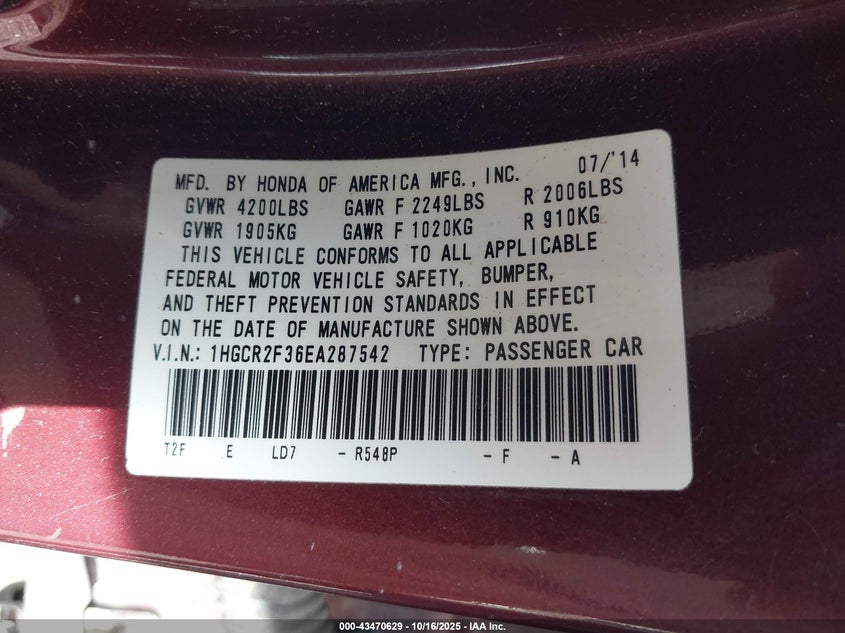 MFD. BY HONDA OF AMERICA MFG., INC. 07/'14
GVWR 4200LBS GAWR F 2249LBS R 2006LBS
GVWR 1905KG GAWR F 1020KG R 910KG
THIS VEHICLE CONFORMS TO ALL APPLICABLE
FEDERAL MOTOR VEHICLE SAFETY, BUMPER,
AND THEFT PREVENTION STANDARDS IN EFFECT
ON THE DATE OF MANUFACTURE SHOWN ABOVE.
V.I.N.: 1HGCR2F36EA287542 TYPE: PASSENGER CAR
T2F E LD7 - R548P - F - A
000-43470629 - 10/16/2025 - IAA Inc.